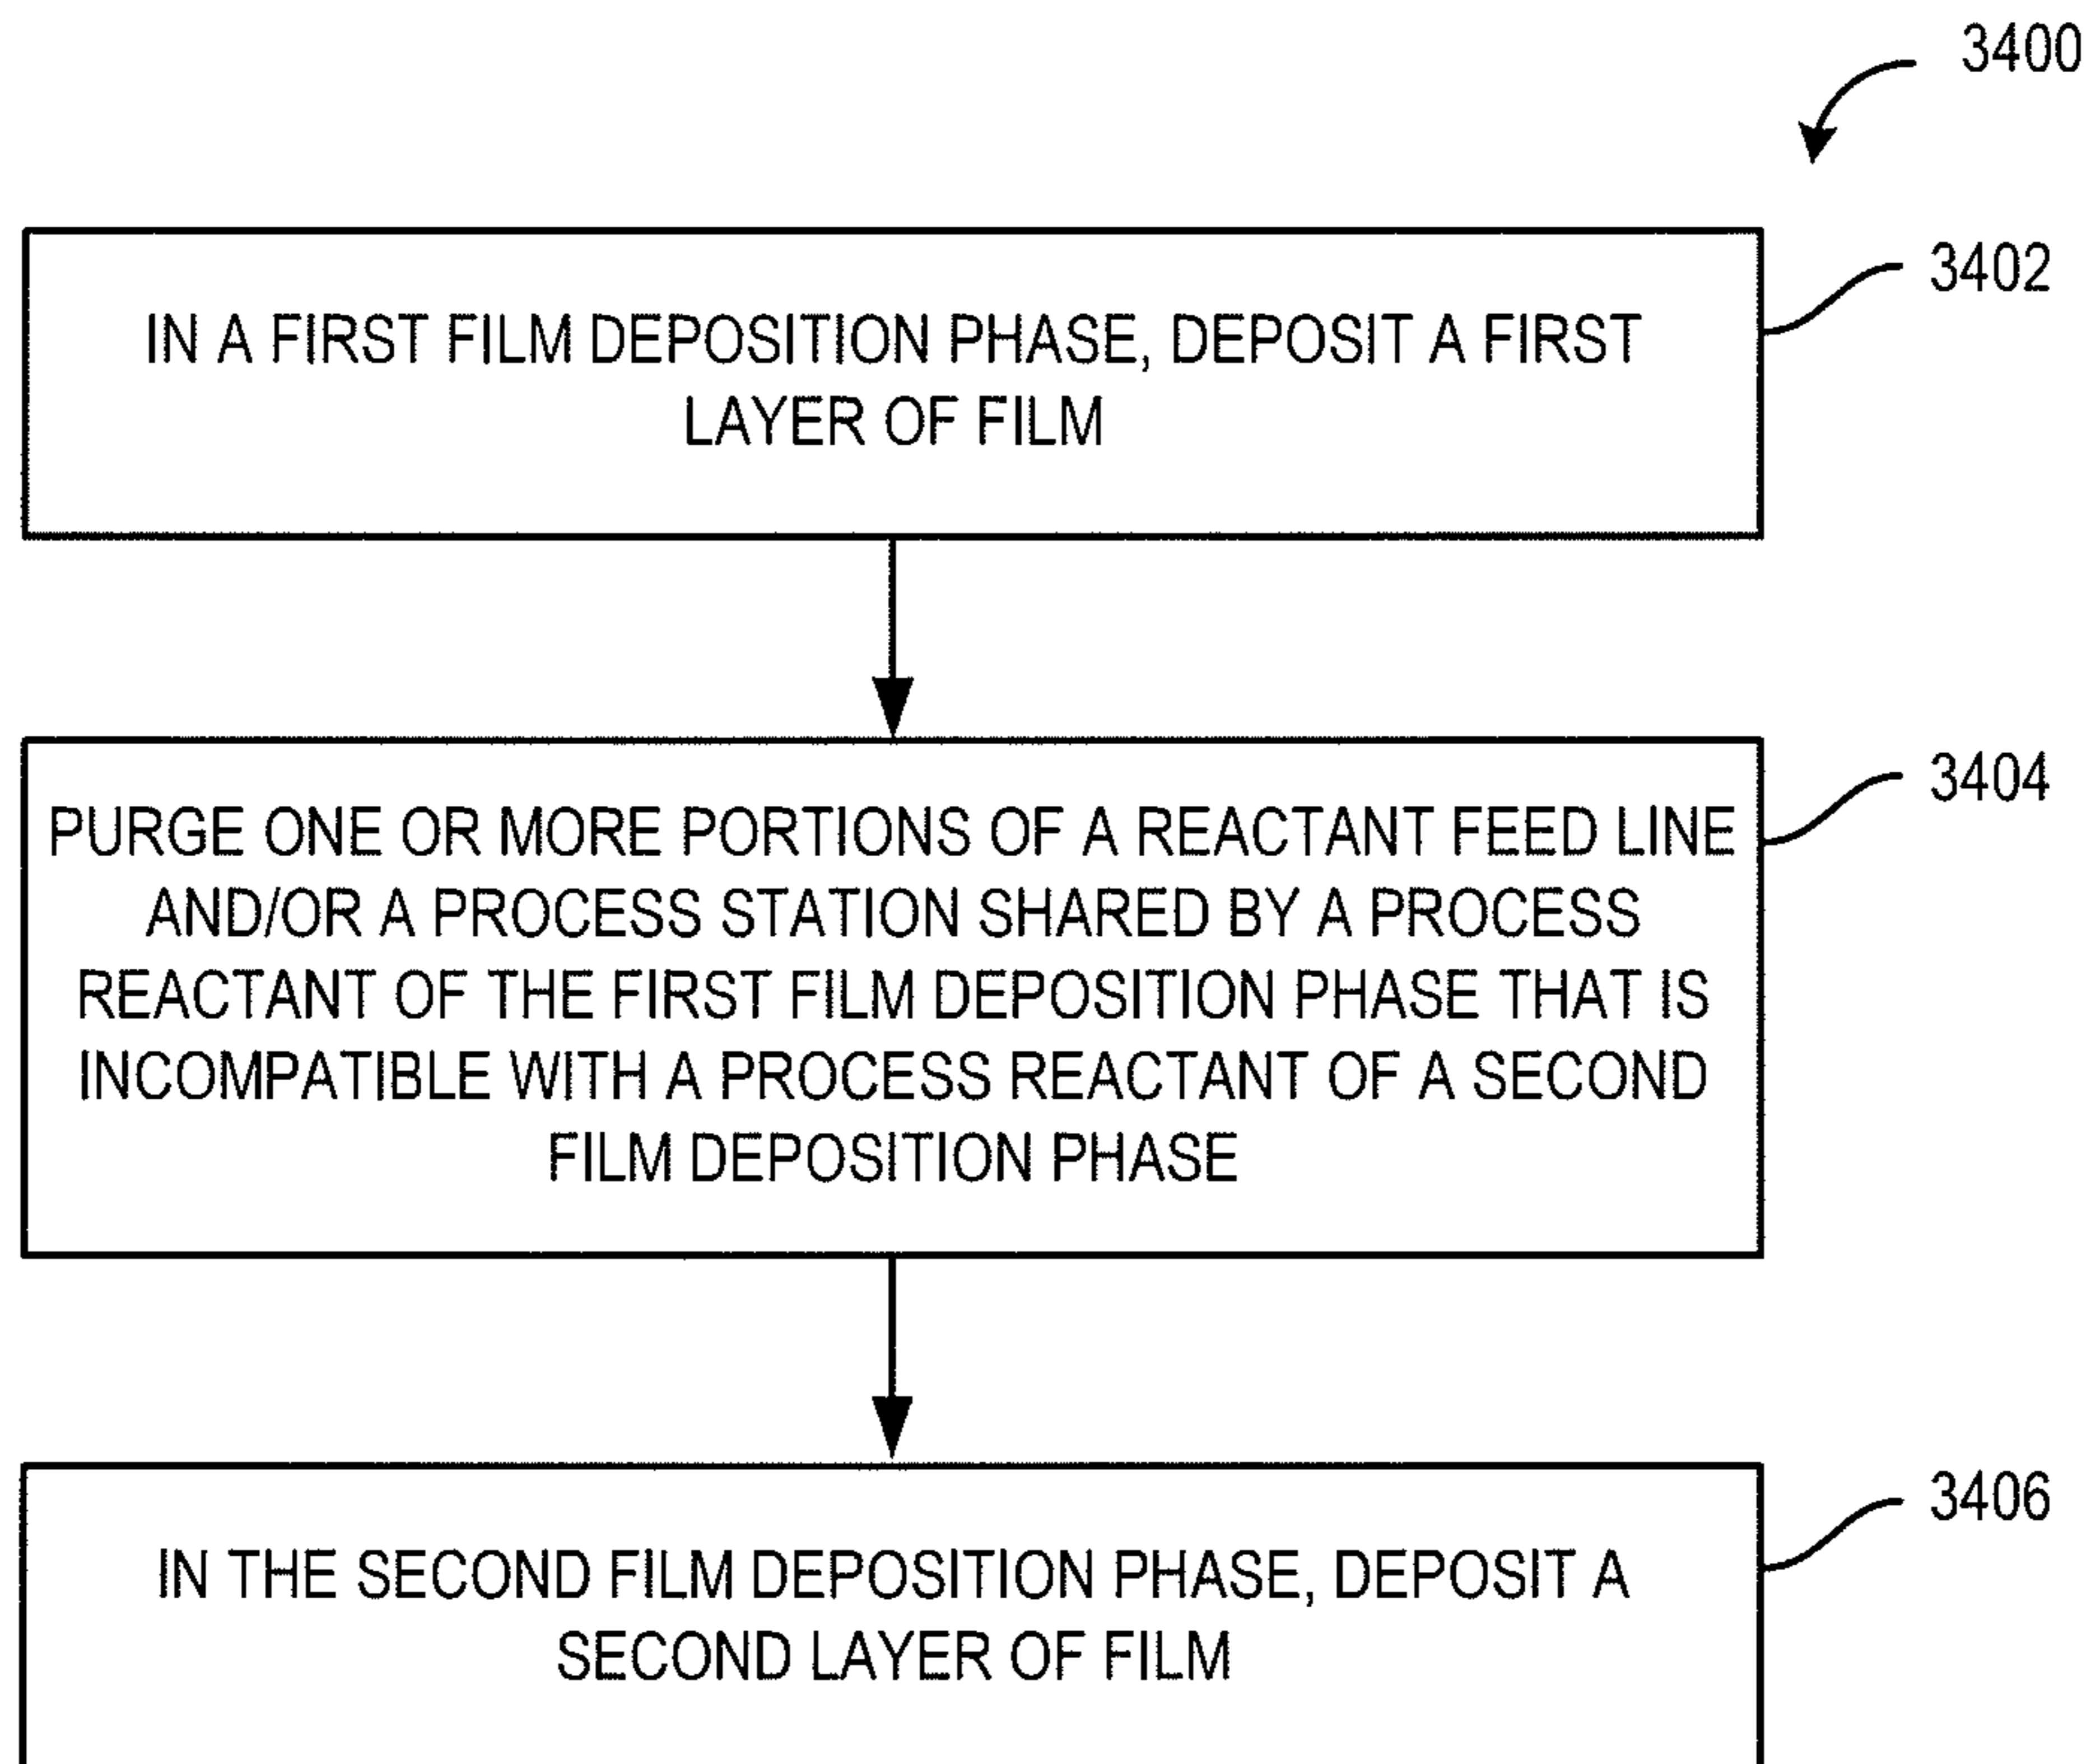 3400
3402
IN A FIRST FILM DEPOSITION PHASE, DEPOSIT A FIRST
LAYER OF FILM
3404
PURGE ONE OR MORE PORTIONS OF A REACTANT FEED LINE
AND/OR A PROCESS STATION SHARED BY A PROCESS
REACTANT OF THE FIRST FILM DEPOSITION PHASE THAT IS
INCOMPATIBLE WITH A PROCESS REACTANT OF A SECOND
FILM DEPOSITION PHASE
3406
IN THE SECOND FILM DEPOSITION PHASE, DEPOSIT A
SECOND LAYER OF FILM